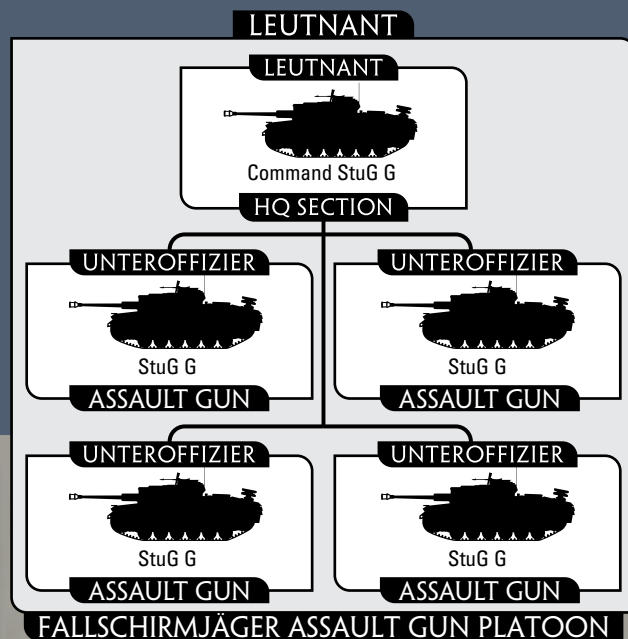 LEUTNANT
LEUTNANT
Command StuG G
HQ SECTION
UNTEROFFIZIER
StuG G
ASSAULT GUN
UNTEROFFIZIER
StuG G
ASSAULT GUN
UNTEROFFIZIER
StuG G
ASSAULT GUN
UNTEROFFIZIER
StuG G
ASSAULT GUN
FALLSCHIRMJÄGER ASSAULT GUN PLATOON